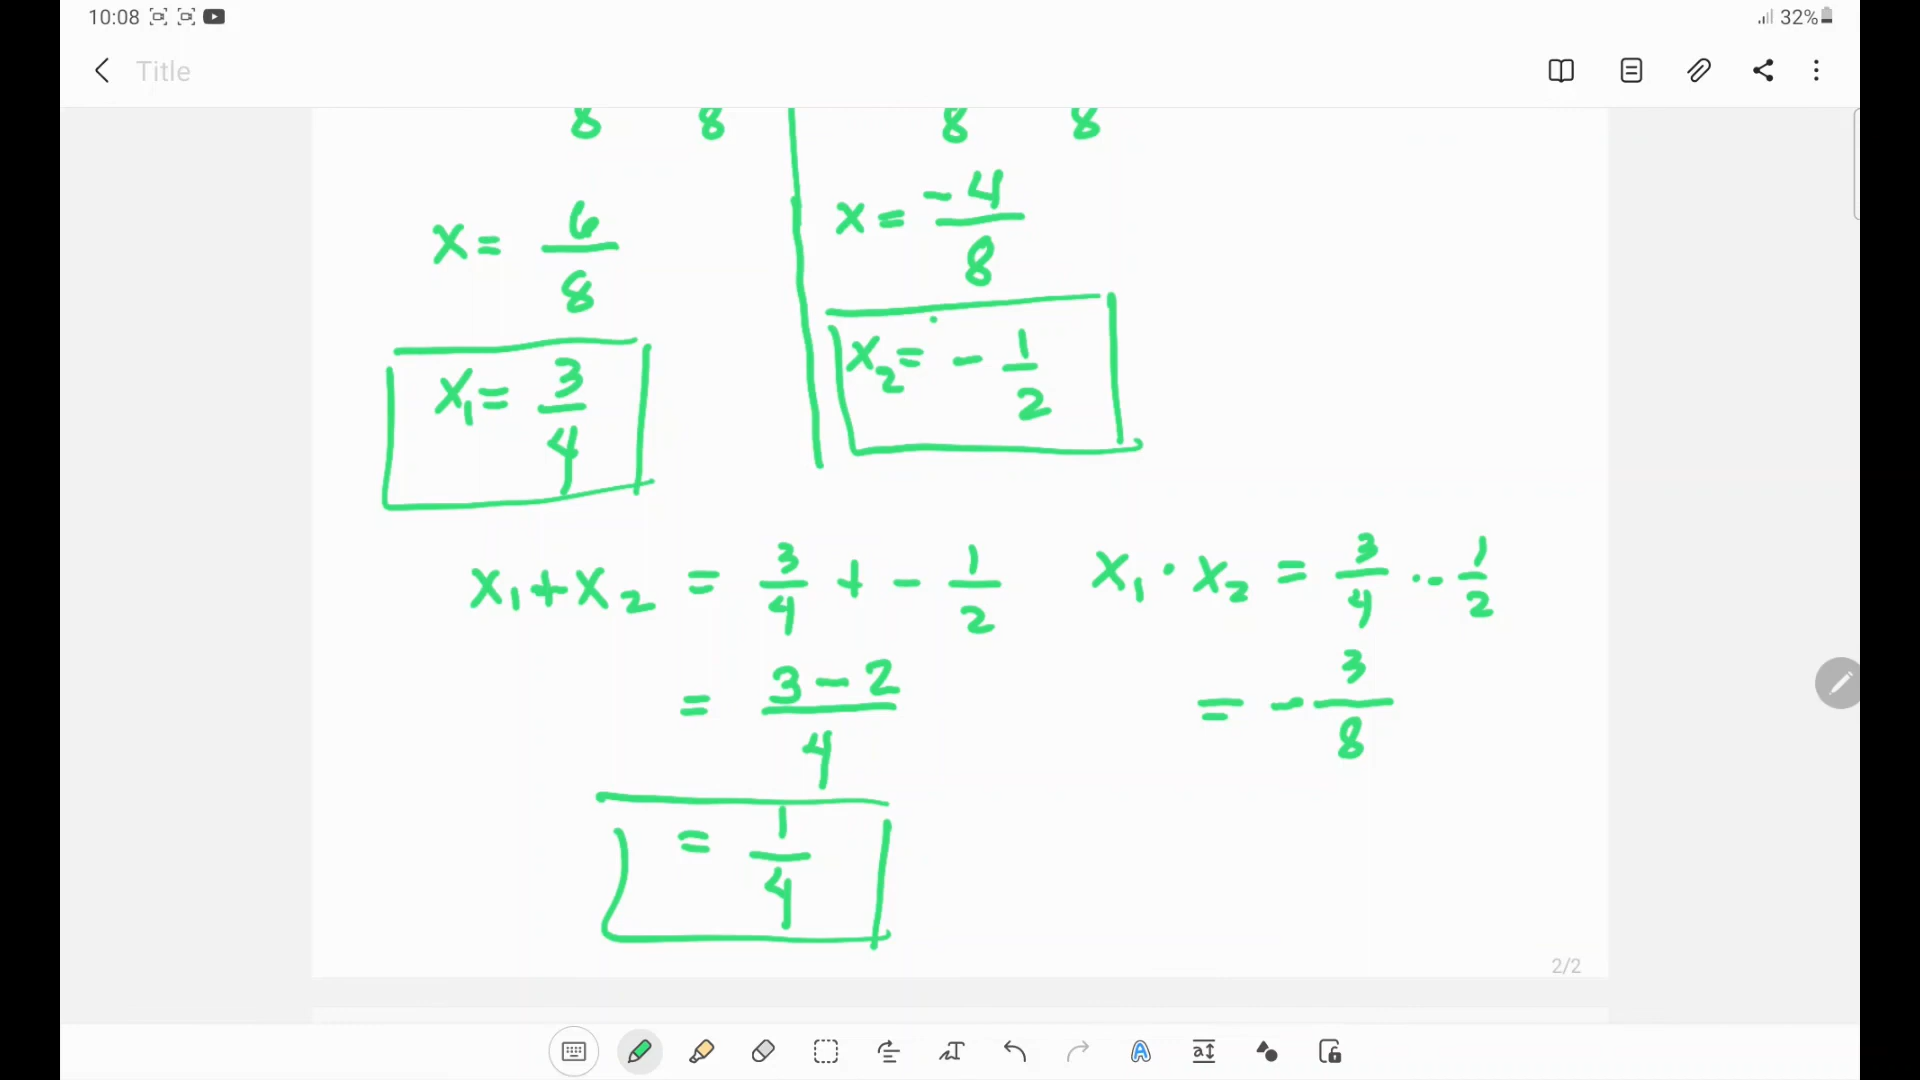 10:08 32%
Title
8 8 8 8
x = 6/8
x = -4/8
x₁ = 3/4
x₂ = - 1/2
x₁ + x₂ = 3/4 + - 1/2
x₁ · x₂ = 3/4 · - 1/2
= 3 - 2/4
= - 3/8
= 1/4
2/2